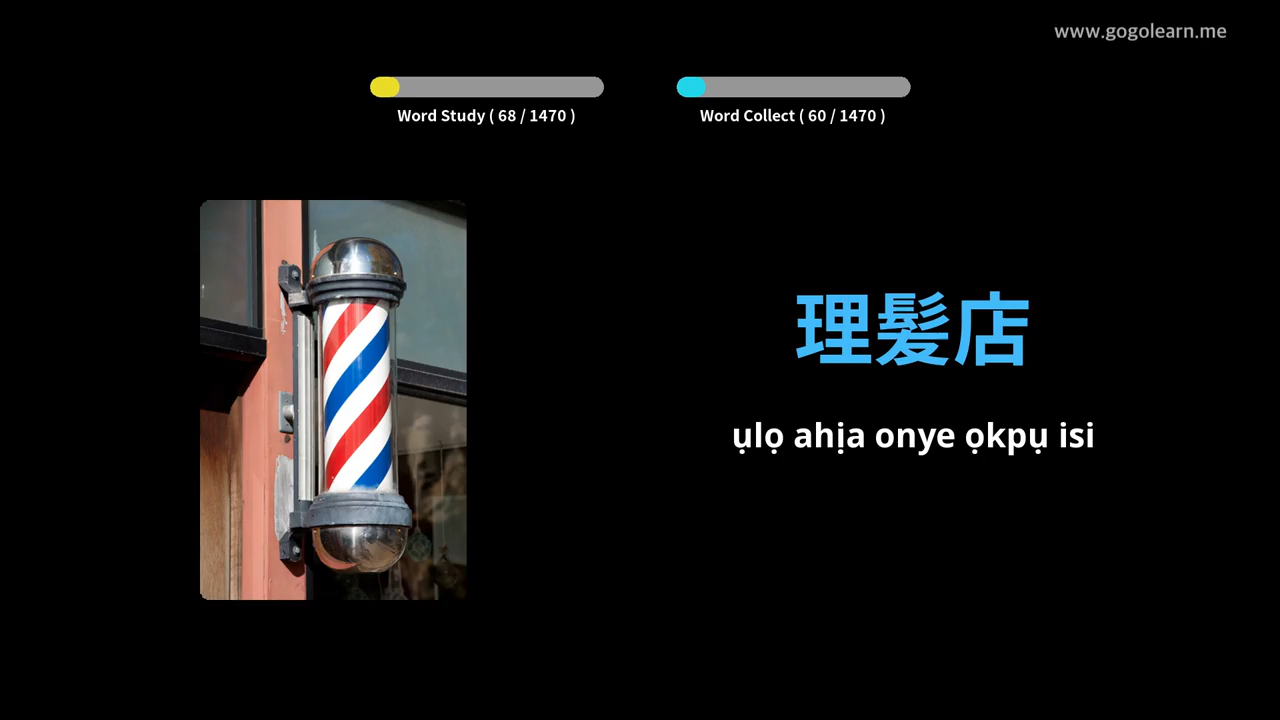 www.gogolearn.me
Word Study ( 68 / 1470 )
Word Collect ( 60 / 1470 )
理髪店
ụlọ ahịa onye ọkpụ isi